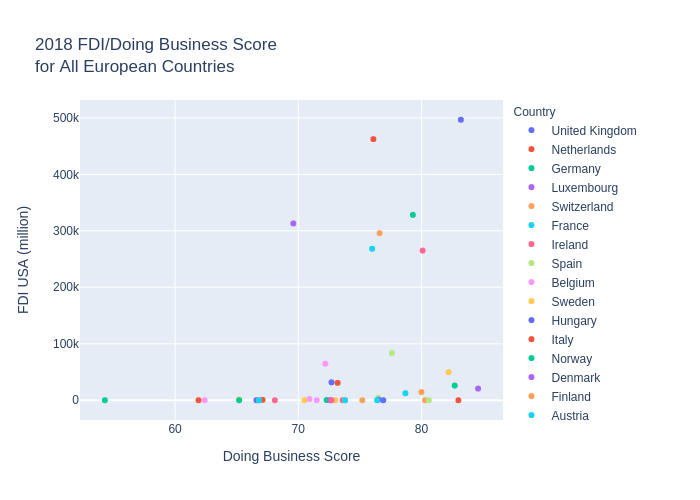 2018 FDI/Doing Business Score
for All European Countries
500k
400k
300k
200k
100k
0
60
70
80
Doing Business Score
FDI USA (million)
Country
United Kingdom
Netherlands
Germany
Luxembourg
Switzerland
France
Ireland
Spain
Belgium
Sweden
Hungary
Italy
Norway
Denmark
Finland
Austria